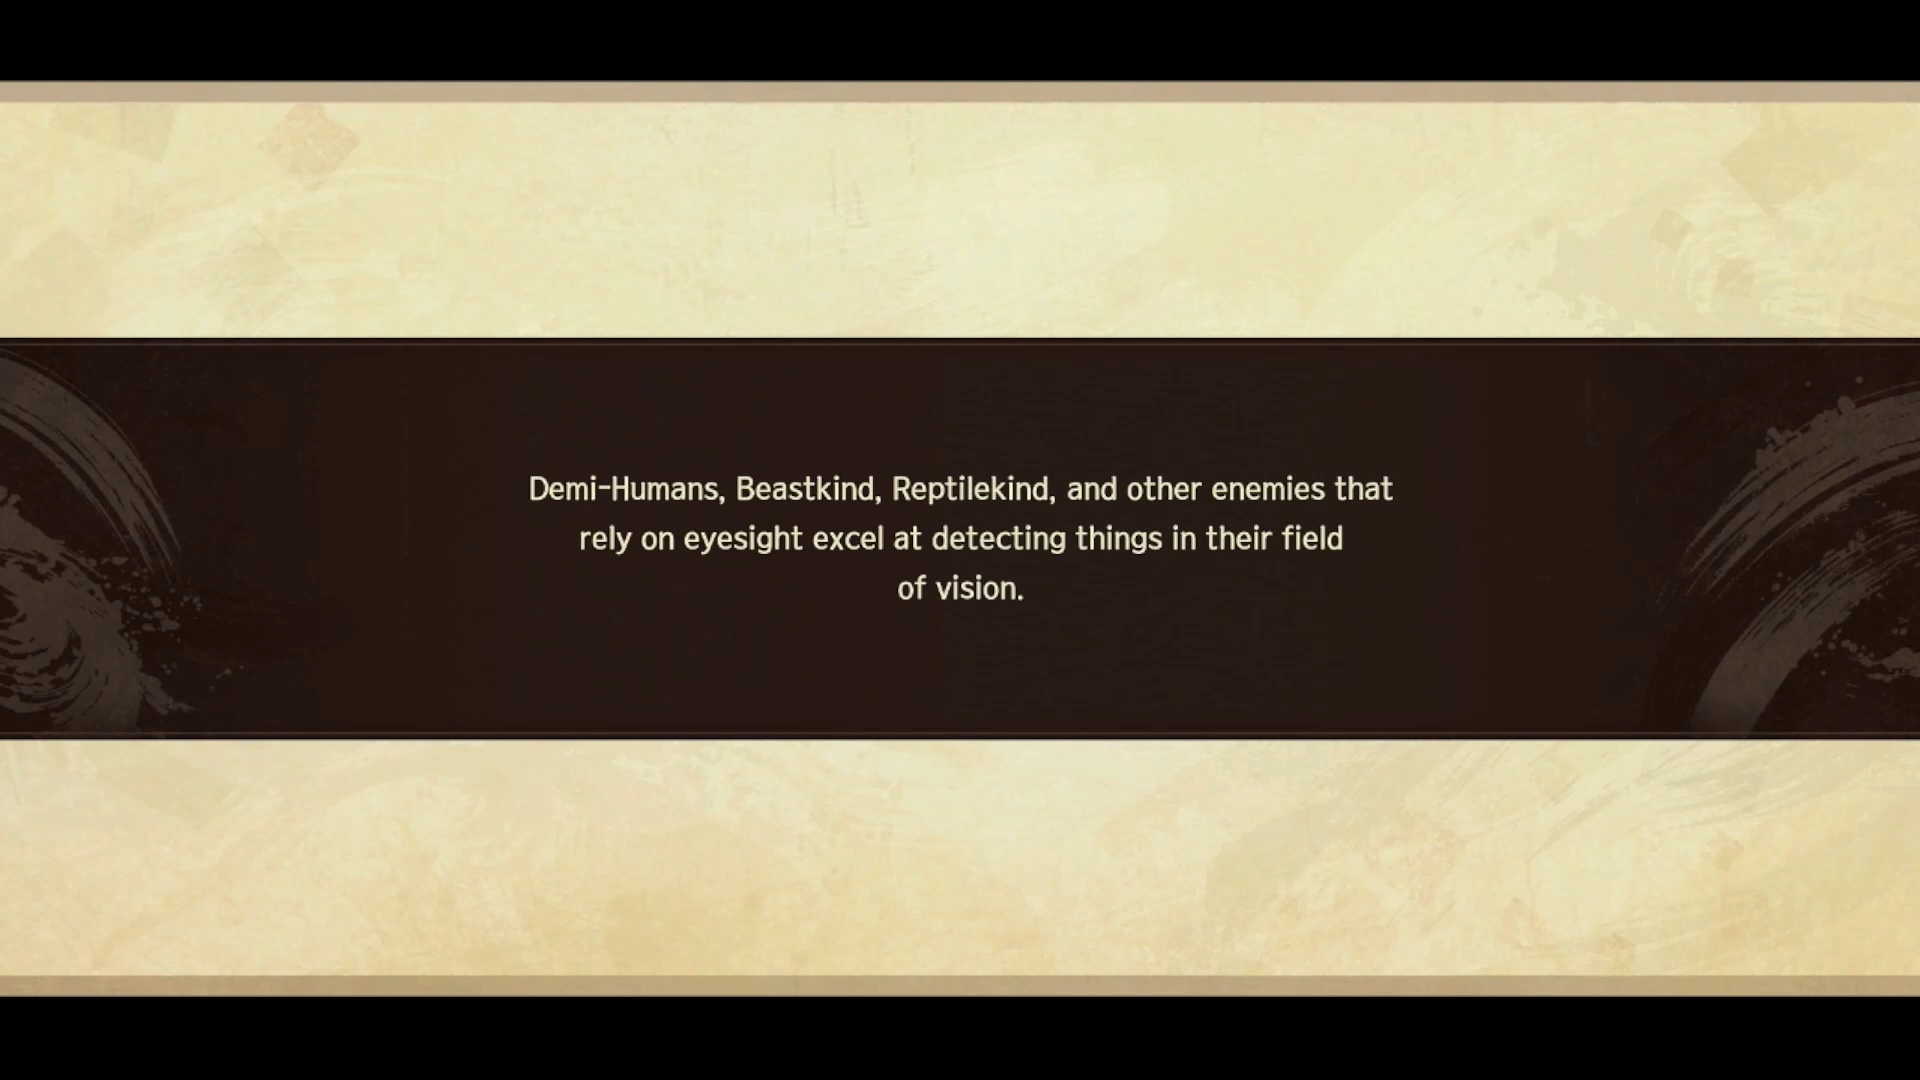 Demi-Humans, Beastkind, Reptilekind, and other enemies that
rely on eyesight excel at detecting things in their field
of vision.